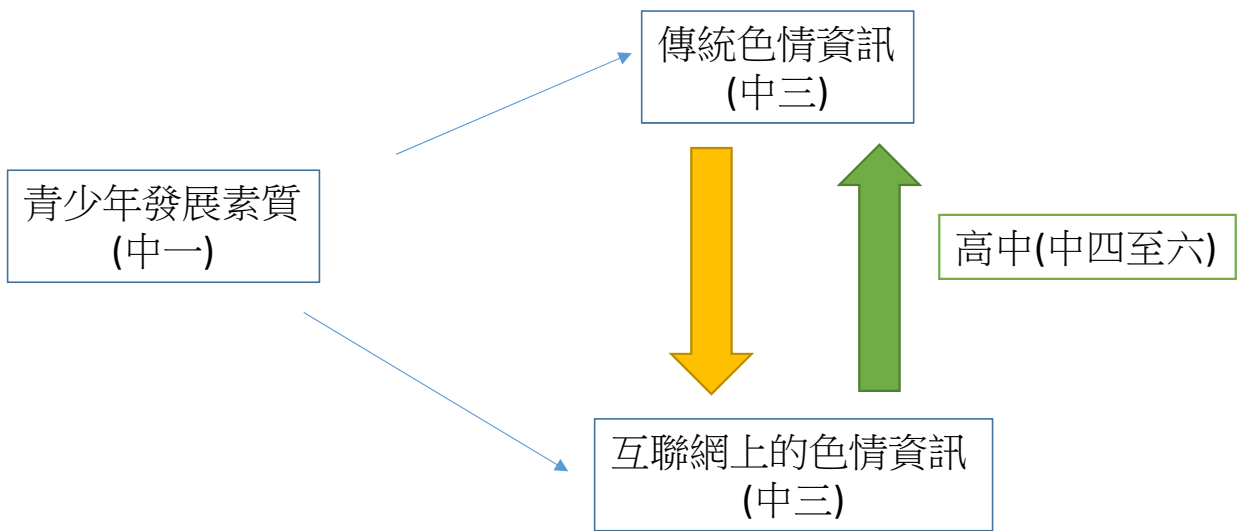 傳統色情資訊
(中三)
青少年發展素質
(中一)
高中(中四至六)
互聯網上的色情資訊
(中三)